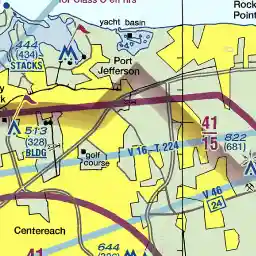 for Class C eff hrs
Rock
Point
yacht basin
444
(434)
STACKS
Port
Jefferson
41
15
822
(681)
513
(328)
BLDG
golf
course
V 16-T 224
V 46
24
Centereach
41
644